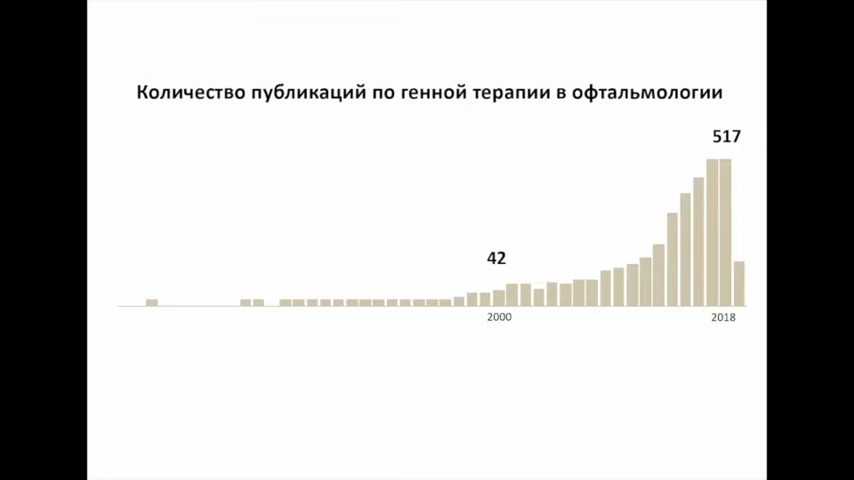 Количество публикаций по генной терапии в офтальмологии
517
42
2000
2018